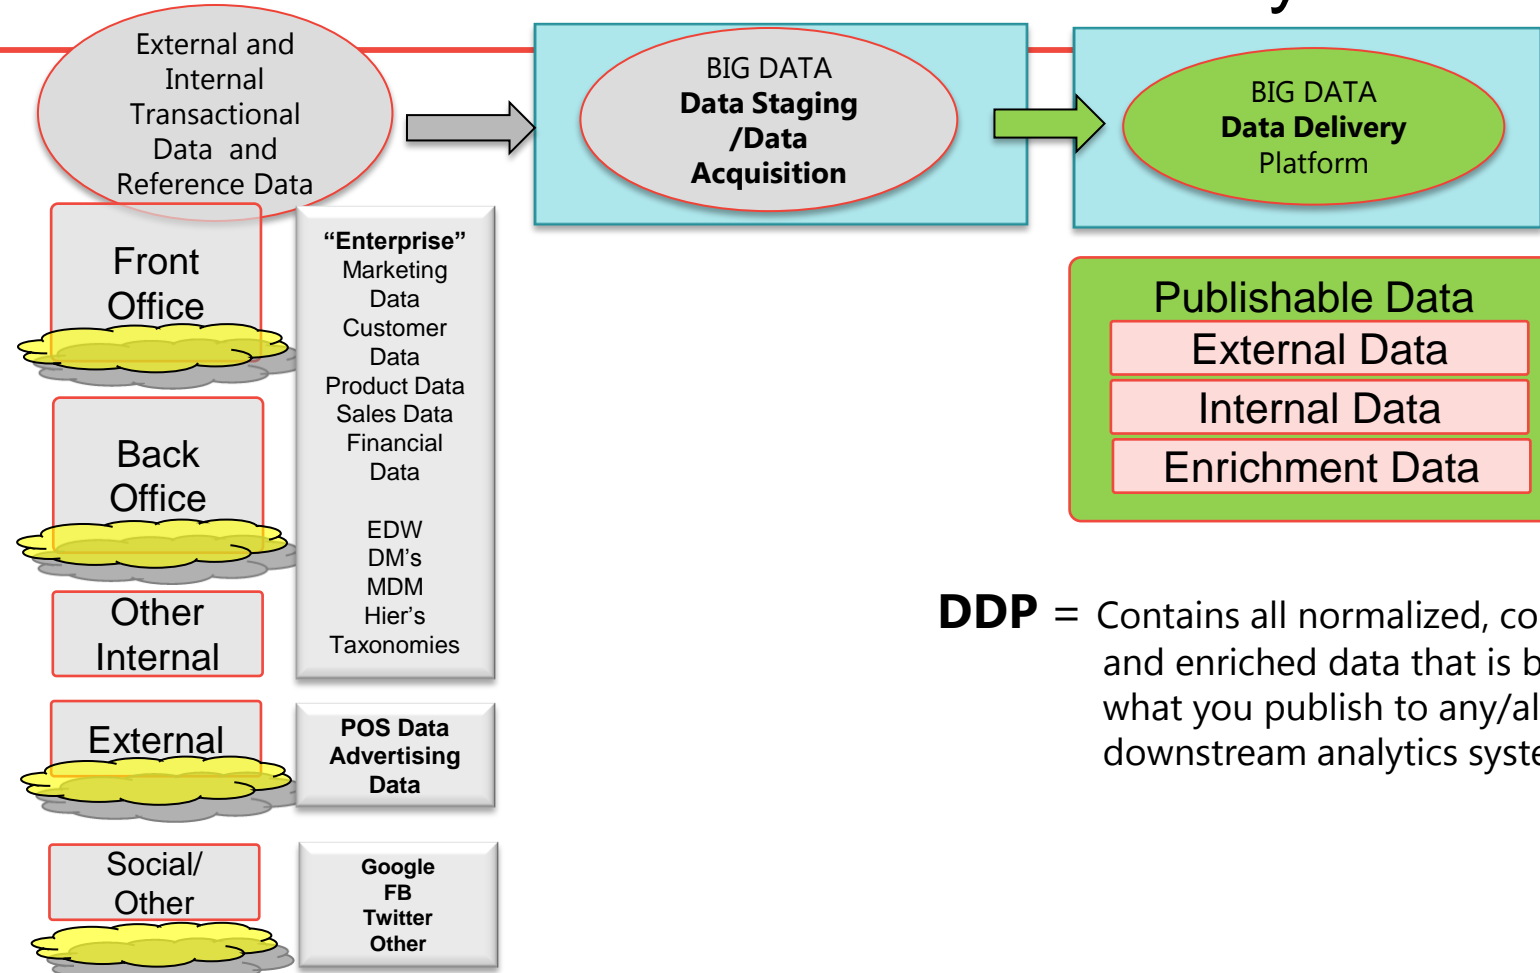 External and
Internal
Transactional
Data and
Reference Data
BIG DATA
Data Staging
/Data
Acquisition
BIG DATA
Data Delivery
Platform
Front
Office
Back
Office
Other
Internal
External
Social/
Other
“Enterprise”
Marketing
Data
Customer
Data
Product Data
Sales Data
Financial
Data
EDW
DM's
MDM
Hier's
Taxonomies
POS Data
Advertising
Data
Google
FB
Twitter
Other
Publishable Data
External Data
Internal Data
Enrichment Data
DDP = Contains all normalized,
and enriched data that is
what you publish to
downstream analytics